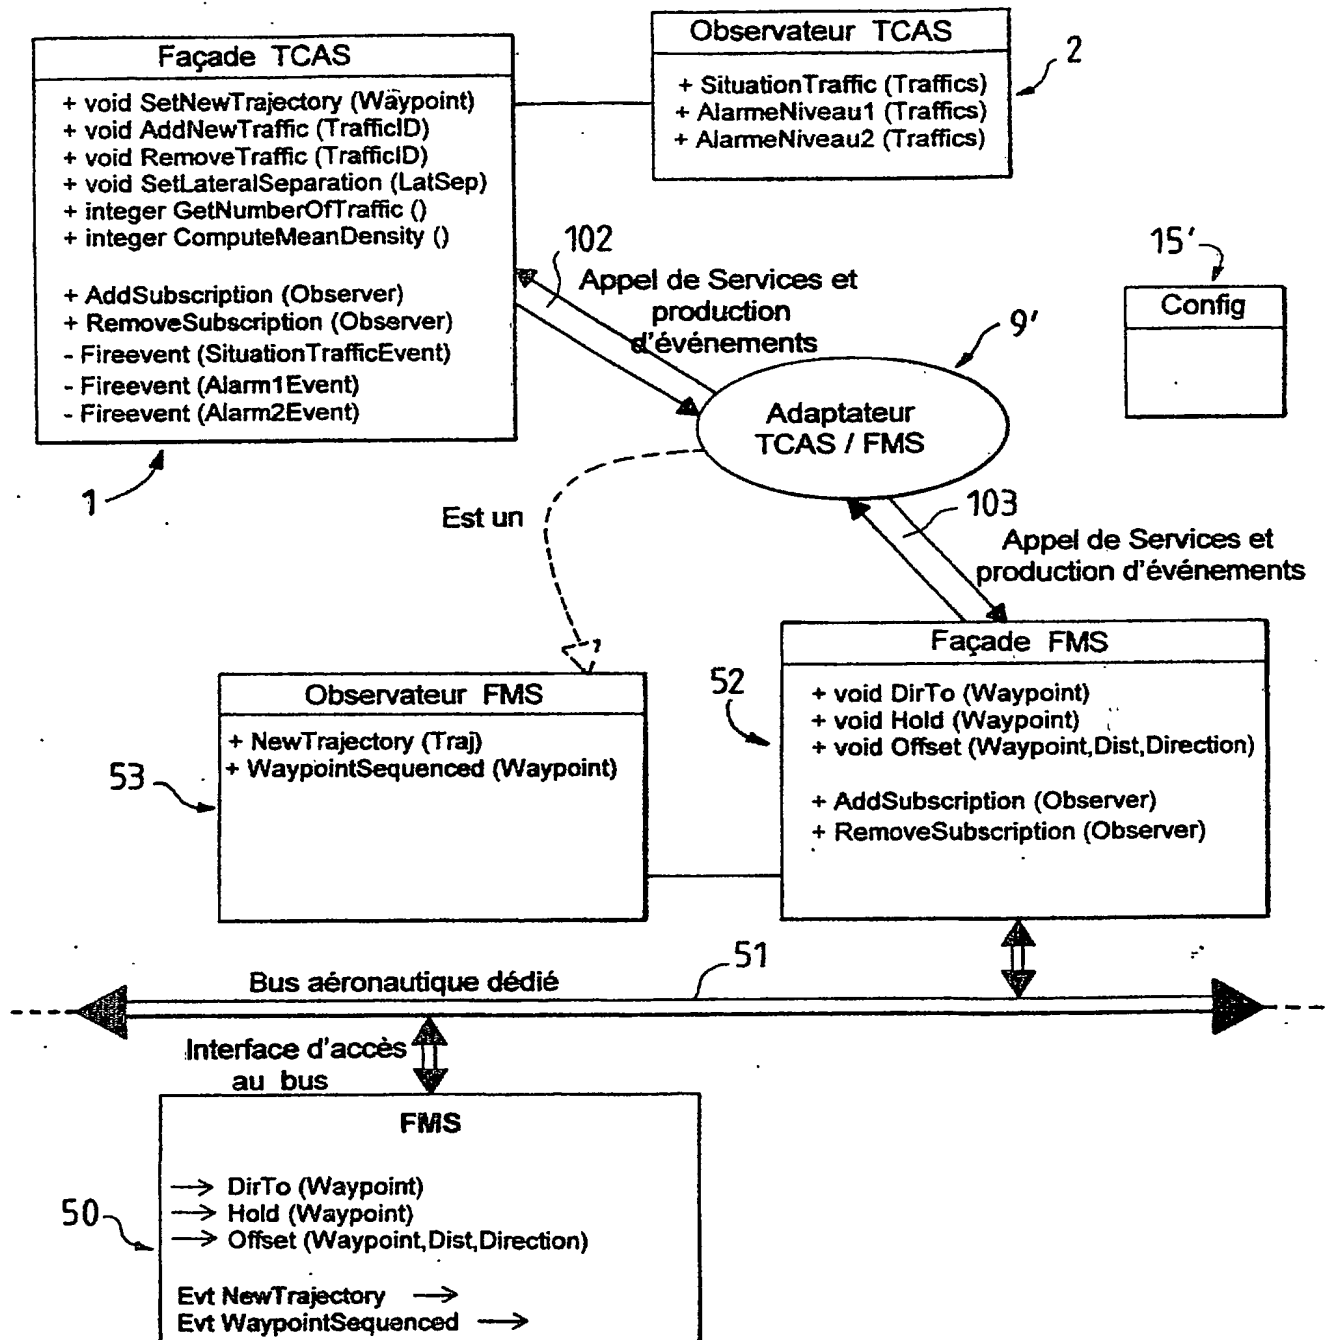 Façade TCAS
+ void SetNewTrajectory (Waypoint)
+ void AddNewTraffic (TrafficID)
+ void RemoveTraffic (TrafficID)
+ void SetLateralSeparation (LatSep)
+ integer GetNumberOfTraffic ()
+ integer ComputeMeanDensity ()
+ AddSubscription (Observer)
+ RemoveSubscription (Observer)
- Fireevent (SituationTrafficEvent)
- Fireevent (Alarm1Event)
- Fireevent (Alarm2Event)
1
Observateur TCAS
+ SituationTraffic (Traffics)
+ AlarmeNiveau1 (Traffics)
+ AlarmeNiveau2 (Traffics)
2
102
Appel de Services et
production
d'événements
15'
Config
9'
Adaptateur
TCAS / FMS
Est un
103
Appel de Services et
production d'événements
Façade FMS
+ void DirTo (Waypoint)
+ void Hold (Waypoint)
+ void Offset (Waypoint,Dist,Direction)
+ AddSubscription (Observer)
+ RemoveSubscription (Observer)
52
Observateur FMS
+ NewTrajectory (Traj)
+ WaypointSequenced (Waypoint)
53
Bus aéronautique dédié
51
Interface d'accès
au bus
FMS
→ DirTo (Waypoint)
→ Hold (Waypoint)
→ Offset (Waypoint,Dist,Direction)
Evt NewTrajectory →
Evt WaypointSequenced →
50